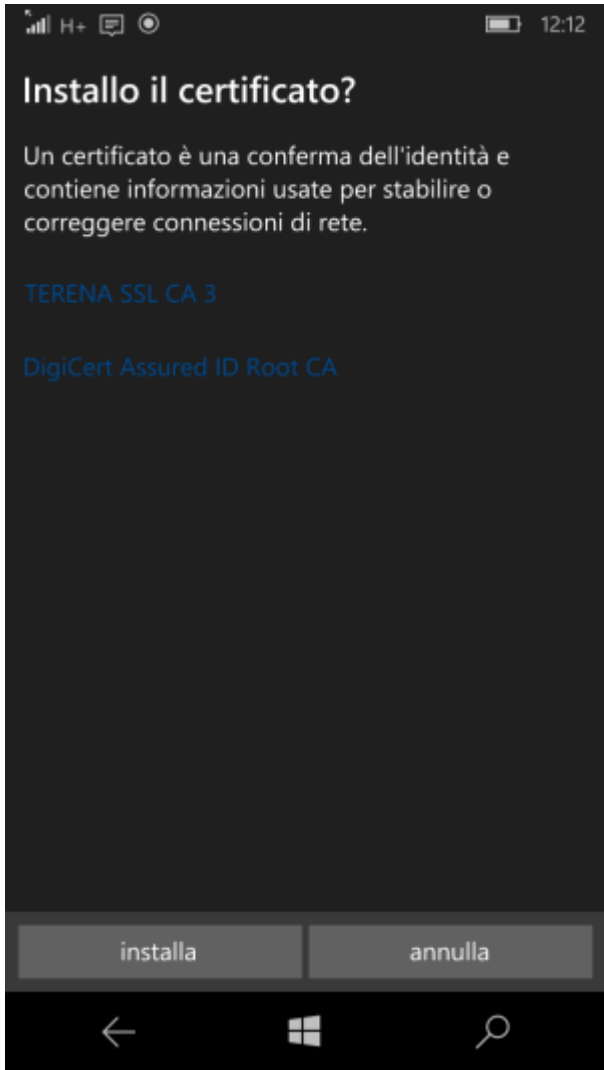 H+ 12:12
Installo il certificato?
Un certificato è una conferma dell'identità e
contiene informazioni usate per stabilire o
correggere connessioni di rete.
TERENA SSL CA 3
DigiCert Assured ID Root CA
installa annulla